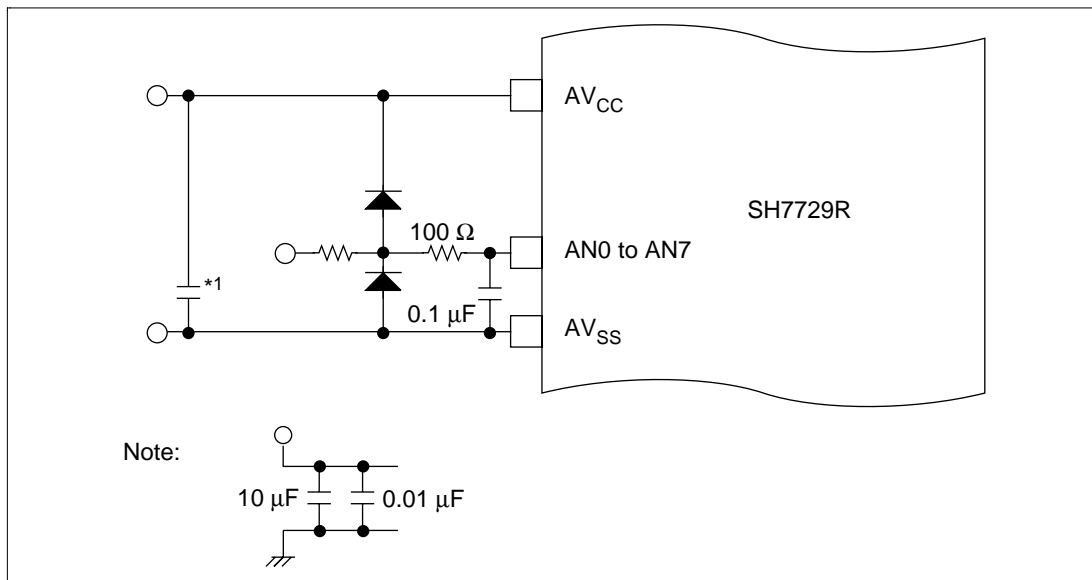 AVCC
SH7729R
100 Ω
AN0 to AN7
*1
0.1 μF
AVSS
Note:
10 μF
0.01 μF